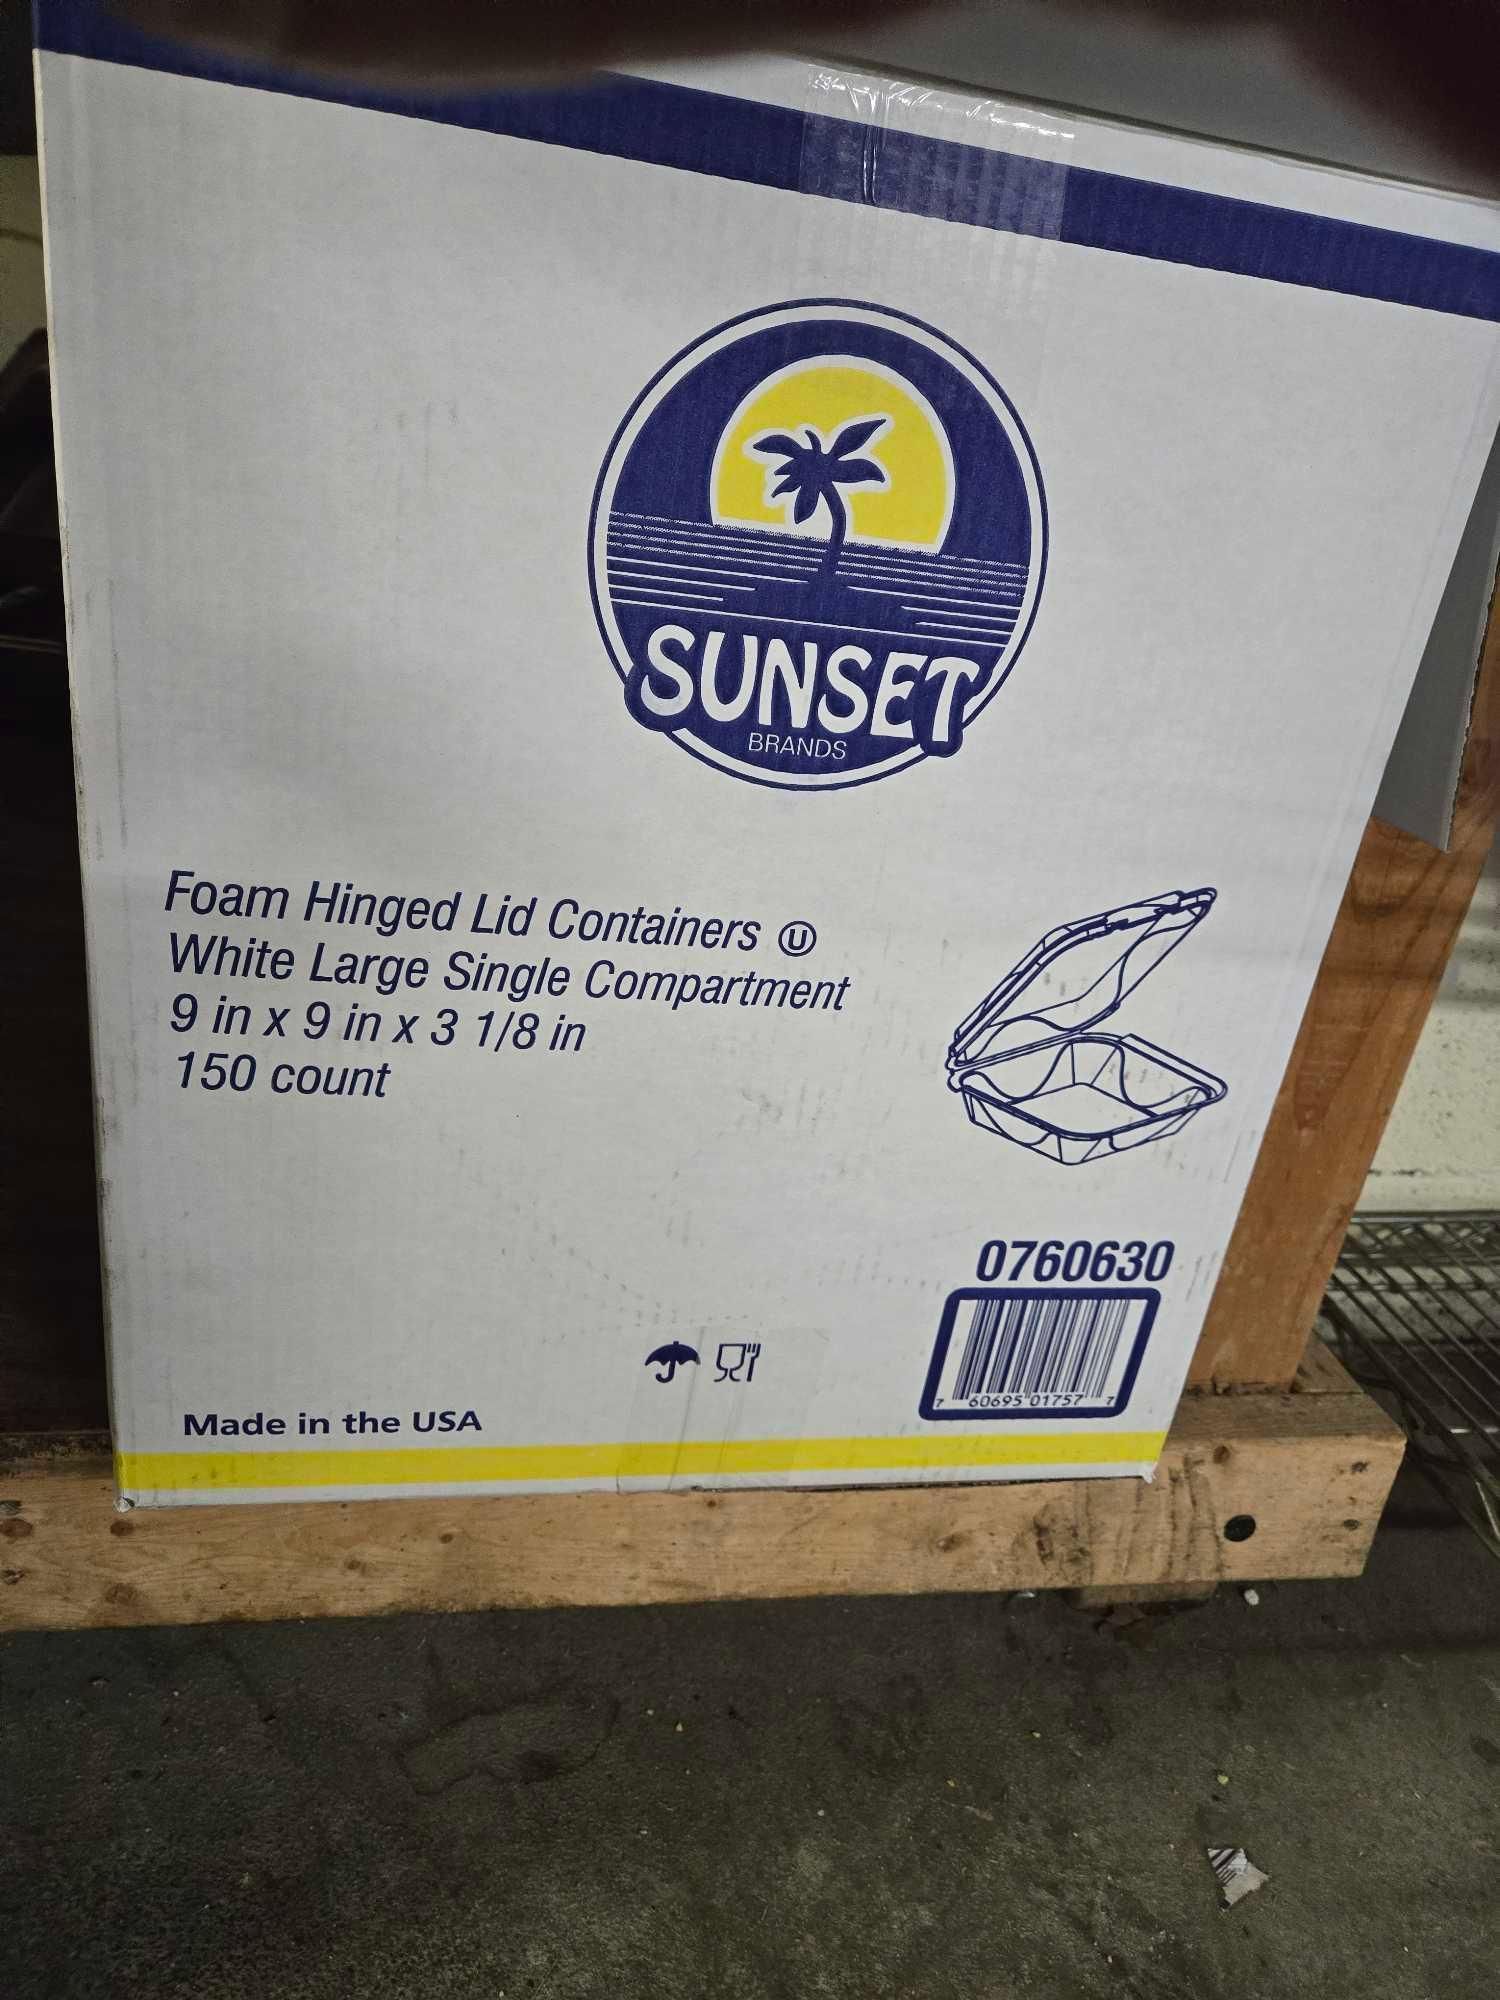 SUNSET
BRANDS
Foam Hinged Lid Containers Ⓤ
White Large Single Compartment
9 in x 9 in x 3 1/8 in
150 count
0760630
7 60695 01757 7
Made in the USA